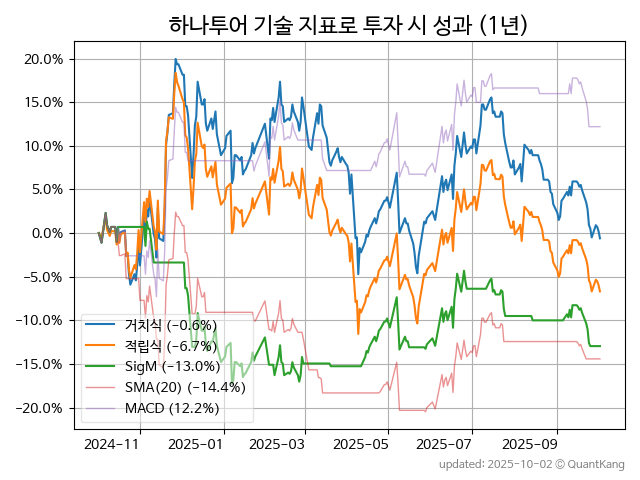 하나투어 기술 지표로 투자 시 성과 (1년)
20.0%
15.0%
10.0%
5.0%
0.0%
−5.0%
−10.0%
−15.0%
−20.0%
거치식 (−0.6%)
적립식 (−6.7%)
SigM (−13.0%)
SMA(20) (−14.4%)
MACD (12.2%)
2024-11 2025-01 2025-03 2025-05 2025-07 2025-09
updated: 2025-10-02 © QuantKang